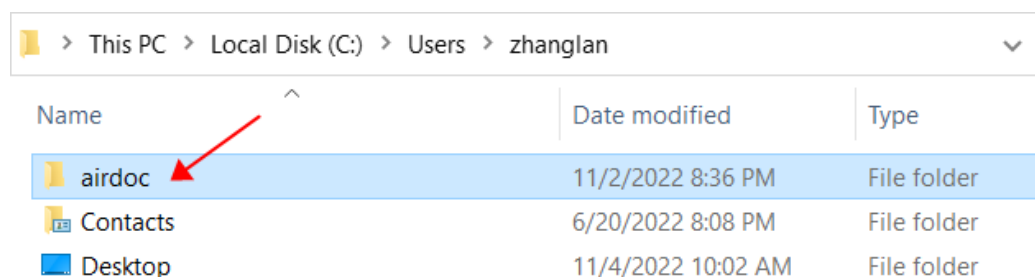 This PC > Local Disk (C:) > Users > zhanglan
Name Date modified Type
airdoc 11/2/2022 8:36 PM File folder
Contacts 6/20/2022 8:08 PM File folder
Desktop 11/4/2022 10:02 AM File folder